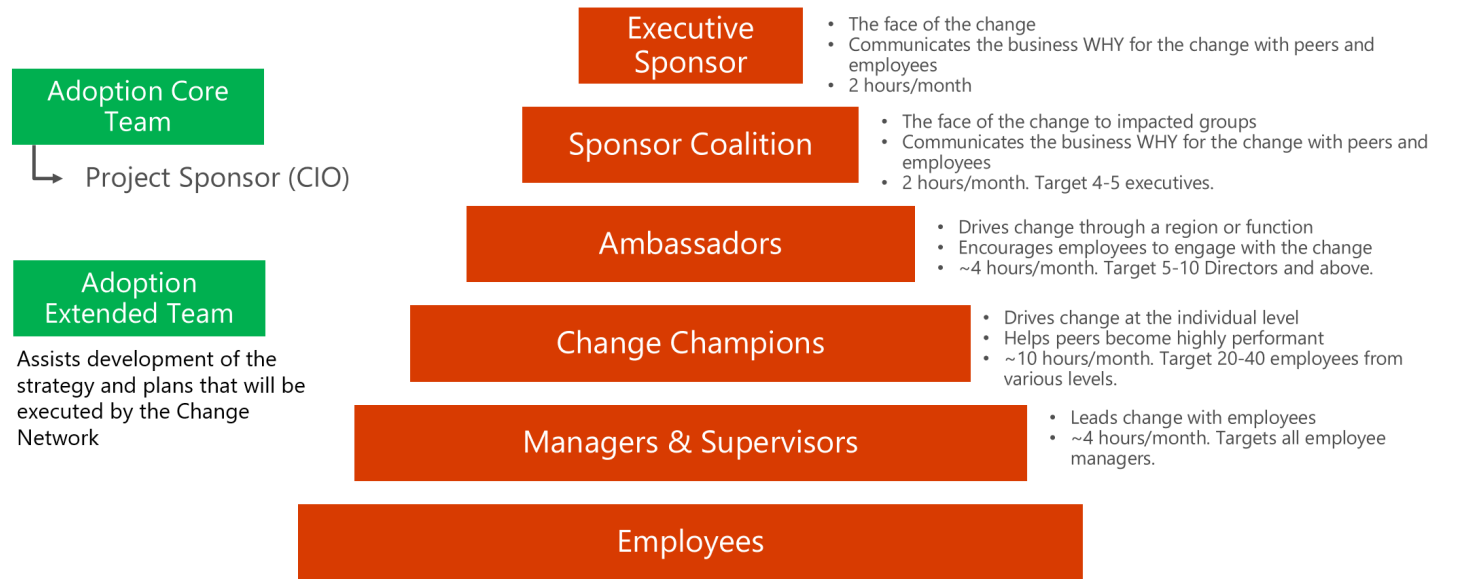 Executive
Sponsor
• The face of the change
• Communicates the business WHY for the change with peers and
employees
• 2 hours/month
Adoption Core
Team
Project Sponsor (CIO)
Sponsor Coalition
• The face of the change to impacted groups
• Communicates the business WHY for the change with peers and
employees
• 2 hours/month. Target 4-5 executives.
Ambassadors
• Drives change through a region or function
• Encourages employees to engage with the change
• ~4 hours/month. Target 5-10 Directors and above.
Adoption
Extended Team
Assists development of the
strategy and plans that will be
executed by the Change
Network
Change Champions
• Drives change at the individual level
• Helps peers become highly performant
• ~10 hours/month. Target 20-40 employees from
various levels.
Managers & Supervisors
• Leads change with employees
• ~4 hours/month. Targets all employee
managers.
Employees